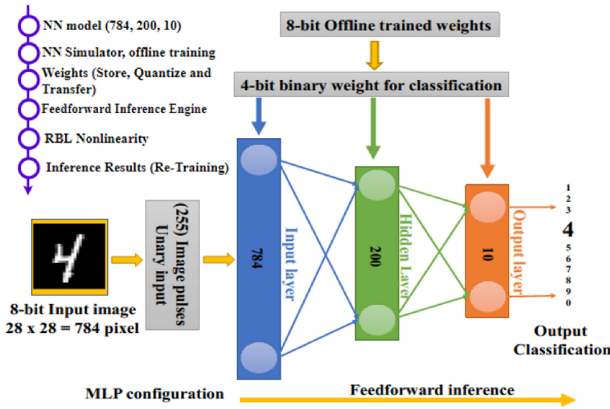 NN model (784, 200, 10)
NN Simulator, offline training
Weights (Store, Quantize and
Transfer)
Feedforward Inference Engine
RBL Nonlinearity
Inference Results (Re-Training)
8-bit Offline trained weights
4-bit binary weight for classification
8-bit Input image
28 x 28 = 784 pixel
(255) Image pulses
Unary input
784
Input layer
200
Hidden Layer
10
Output layer
1
2
3
4
5
6
7
8
9
0
Output
Classification
MLP configuration
Feedforward inference